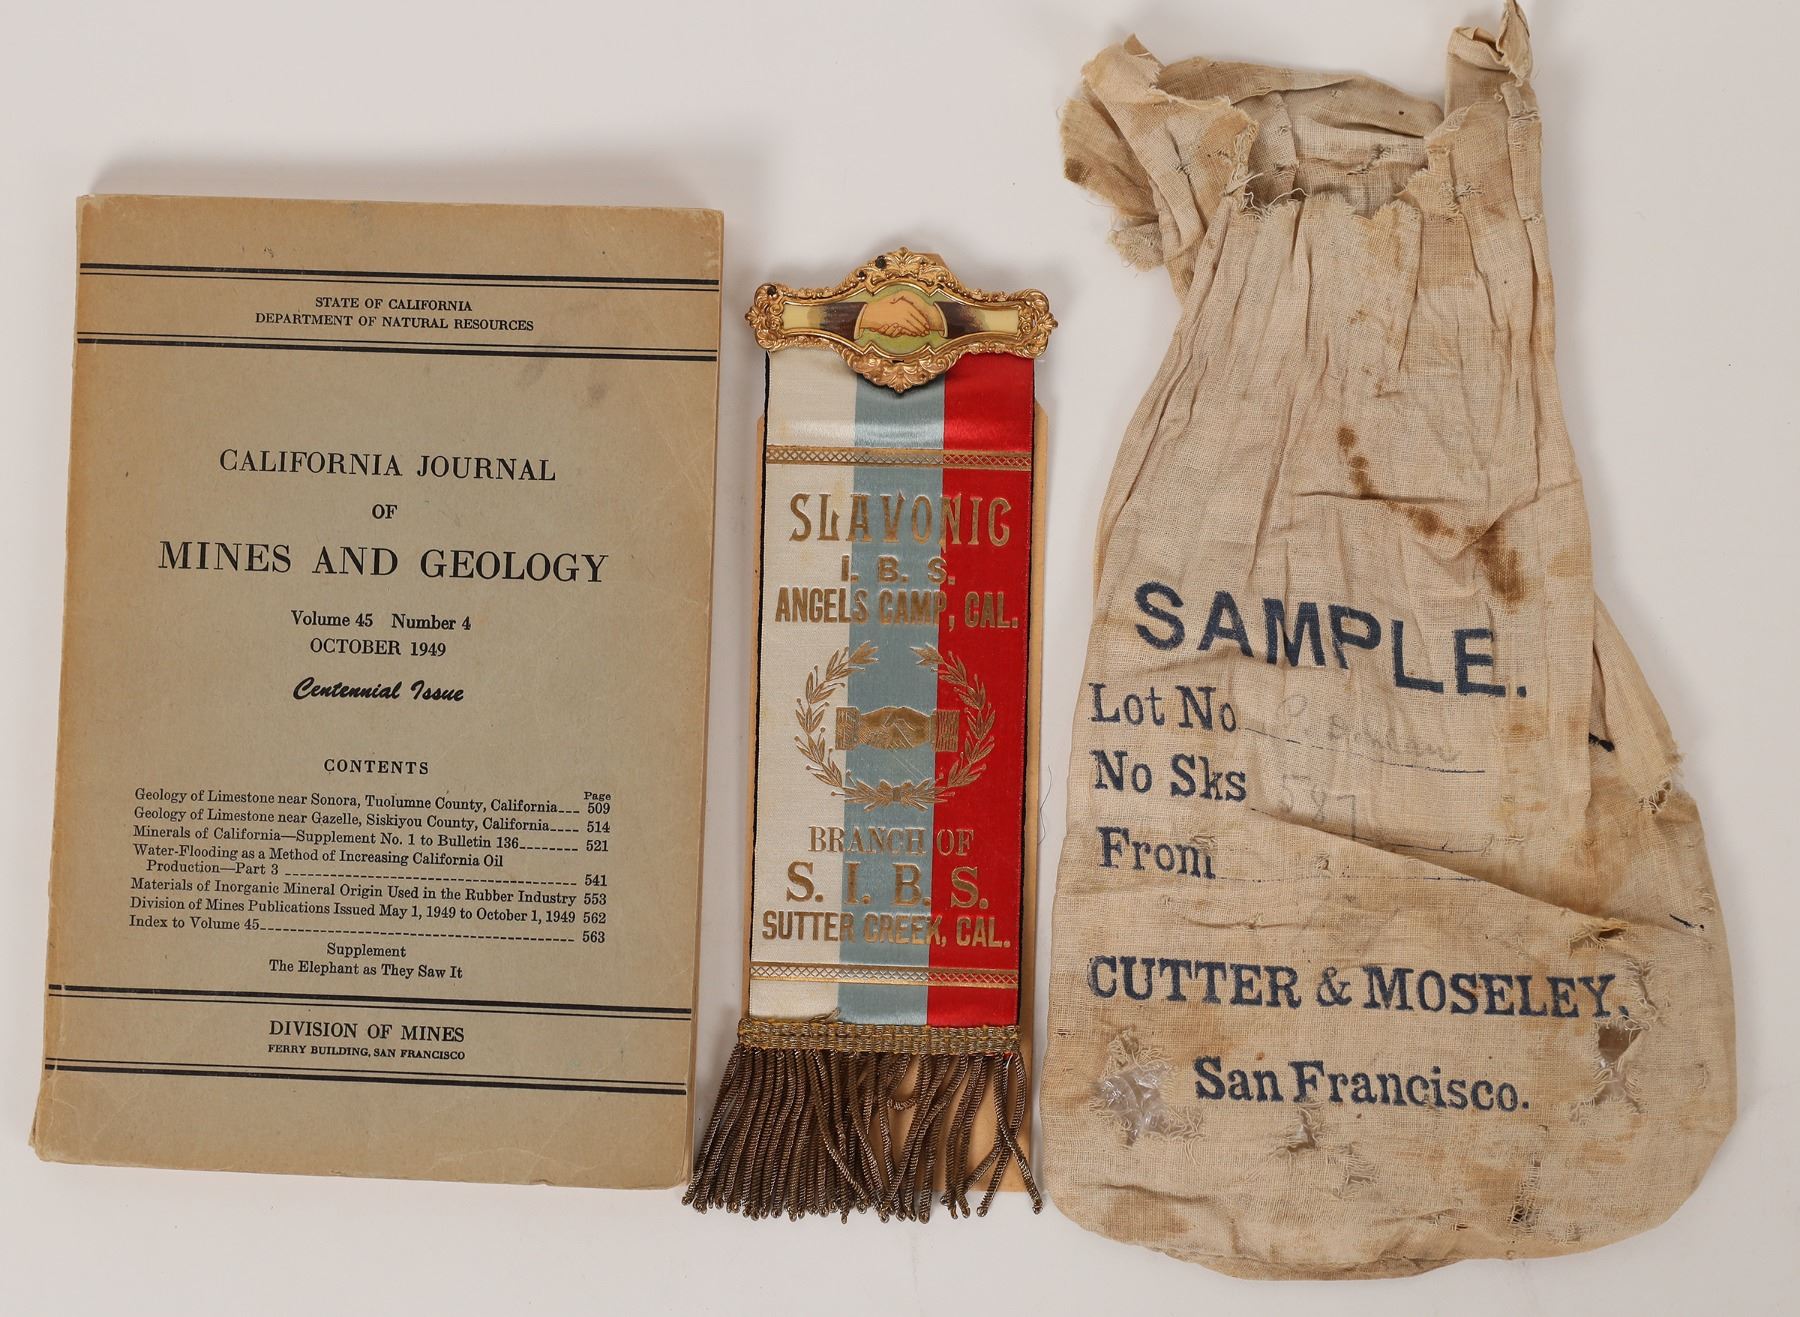 STATE OF CALIFORNIA
DEPARTMENT OF NATURAL RESOURCES
CALIFORNIA JOURNAL
OF
MINES AND GEOLOGY
Volume 45 Number 4
OCTOBER 1949
Centennial Issue
CONTENTS
Page
Geology of Limestone near Sonora, Tuolumne County, California 509
Geology of Limestone near Gazelle, Siskiyou County, California 514
Minerals of California—Supplement No. 1 to Bulletin 136 521
Water-Flooding as a Method of Increasing California Oil
Production—Part 3 541
Materials of Inorganic Mineral Origin Used in the Rubber Industry 553
Division of Mines Publications Issued May 1, 1949 to October 1, 1949 562
Index to Volume 45 563
Supplement
The Elephant as They Saw It
DIVISION OF MINES
FERRY BUILDING, SAN FRANCISCO
SLAVONIC
I. B. S.
ANGELS CAMP, CAL.
BRANCH OF
S. I. B. S.
SUTTER CREEK, CAL.
SAMPLE.
Lot No
No Sks 587
From
CUTTER & MOSELEY,
San Francisco.